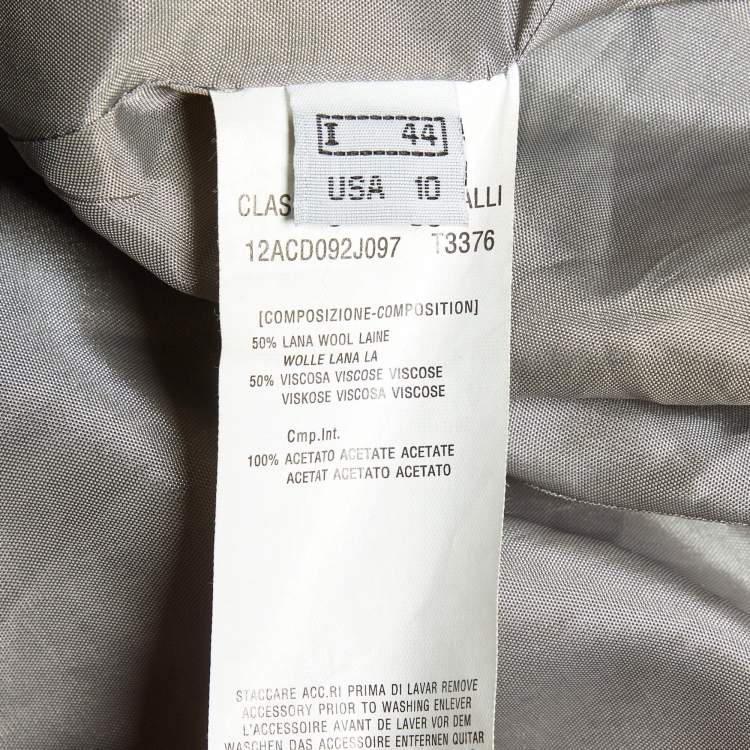 I 44
USA 10
CLAS ALLI
12ACD092J097 T3376
[COMPOSIZIONE-COMPOSITION]
50% LANA WOOL LAINE
WOLLE LANA LA
50% VISCOSA VISCOSE VISCOSE
VISKOSE VISCOSA VISCOSE
Cmp.Int.
100% ACETATO ACETATE ACETATE
ACETAT ACETATO ACETATO
STACCARE ACC.RI PRIMA DI LAVAR REMOVE
ACCESSORY PRIOR TO WASHING ENLEVER
L'ACCESSOIRE AVANT DE LAVER VOR DEM
WASCHEN DAS ACCESSOIRE ENTFERNEN QUITAR